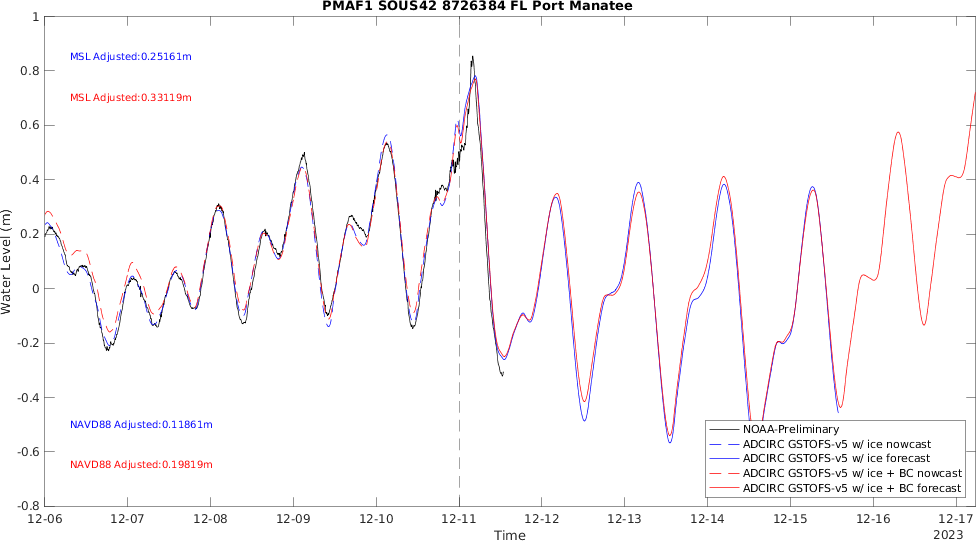 PMAF1 SOUS42 8726384 FL Port Manatee
1
0.8
0.6
0.4
0.2
0
-0.2
-0.4
-0.6
-0.8
Water Level (m)
MSL Adjusted:0.25161m
MSL Adjusted:0.33119m
NAVD88 Adjusted:0.11861m
NAVD88 Adjusted:0.19819m
NOAA-Preliminary
ADCIRC GSTOFS-v5 w/ ice nowcast
ADCIRC GSTOFS-v5 w/ ice forecast
ADCIRC GSTOFS-v5 w/ ice + BC nowcast
ADCIRC GSTOFS-v5 w/ ice + BC forecast
12-06 12-07 12-08 12-09 12-10 12-11 12-12 12-13 12-14 12-15 12-16 12-17
Time
2023